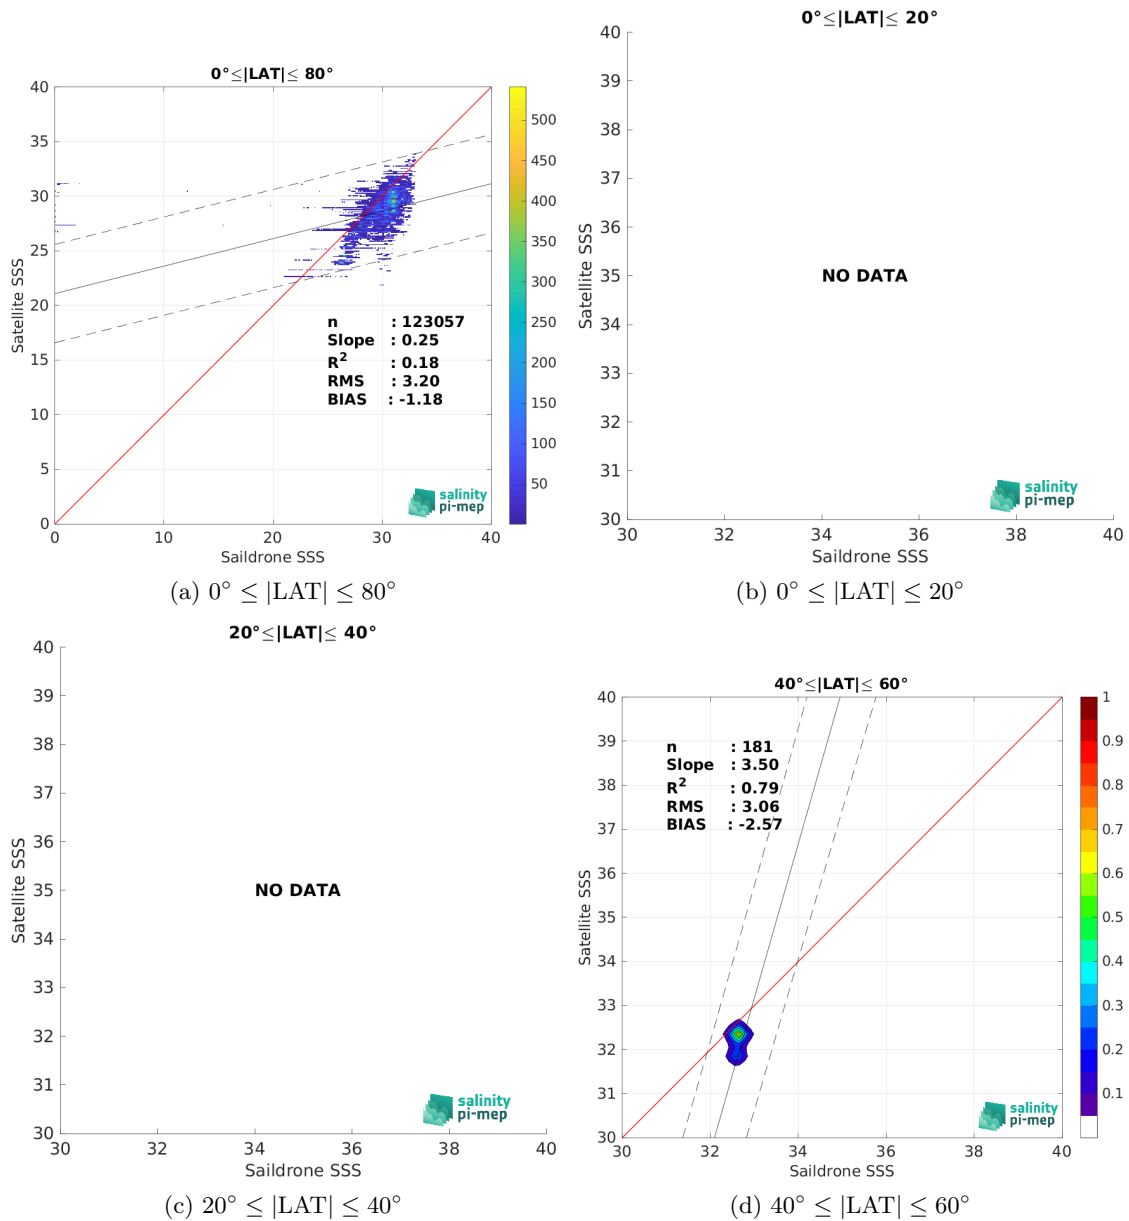 0°≤|LAT|≤ 80°
40
35
30
25
20
15
10
5
0
Satellite SSS
0
10
20
30
40
Saildrone SSS
n : 123057
Slope : 0.25
R2 : 0.18
RMS : 3.20
BIAS : -1.18
500
450
400
350
300
250
200
150
100
50
salinity
pi-mep
(a) 0° ≤ |LAT| ≤ 80°
0°≤|LAT|≤ 20°
40
39
38
37
36
35
34
33
32
31
30
Satellite SSS
NO DATA
30
32
34
36
38
40
Saildrone SSS
salinity
pi-mep
(b) 0° ≤ |LAT| ≤ 20°
20°≤|LAT|≤ 40°
40
39
38
37
36
35
34
33
32
31
30
Satellite SSS
NO DATA
30
32
34
36
38
40
Saildrone SSS
salinity
pi-mep
(c) 20° ≤ |LAT| ≤ 40°
40°≤|LAT|≤ 60°
40
39
38
37
36
35
34
33
32
31
30
Satellite SSS
n : 181
Slope : 3.50
R2 : 0.79
RMS : 3.06
BIAS : -2.57
30
32
34
36
38
40
Saildrone SSS
1
0.9
0.8
0.7
0.6
0.5
0.4
0.3
0.2
0.1
salinity
pi-mep
(d) 40° ≤ |LAT| ≤ 60°